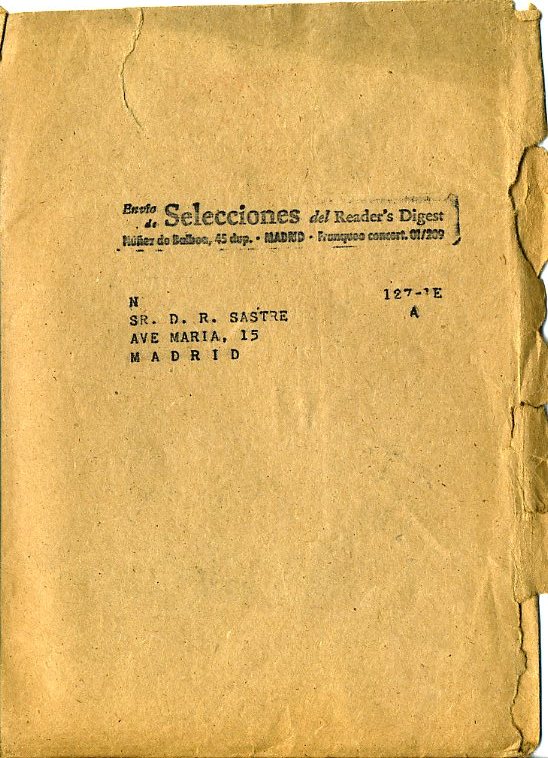 Envío de Selecciones del Reader's Digest
Núñez de Balboa, 45 dup. - MADRID - Franqueo concert. 01/209
N 127-1E
SR. D. R. SASTRE A
AVE MARIA, 15
M A D R I D